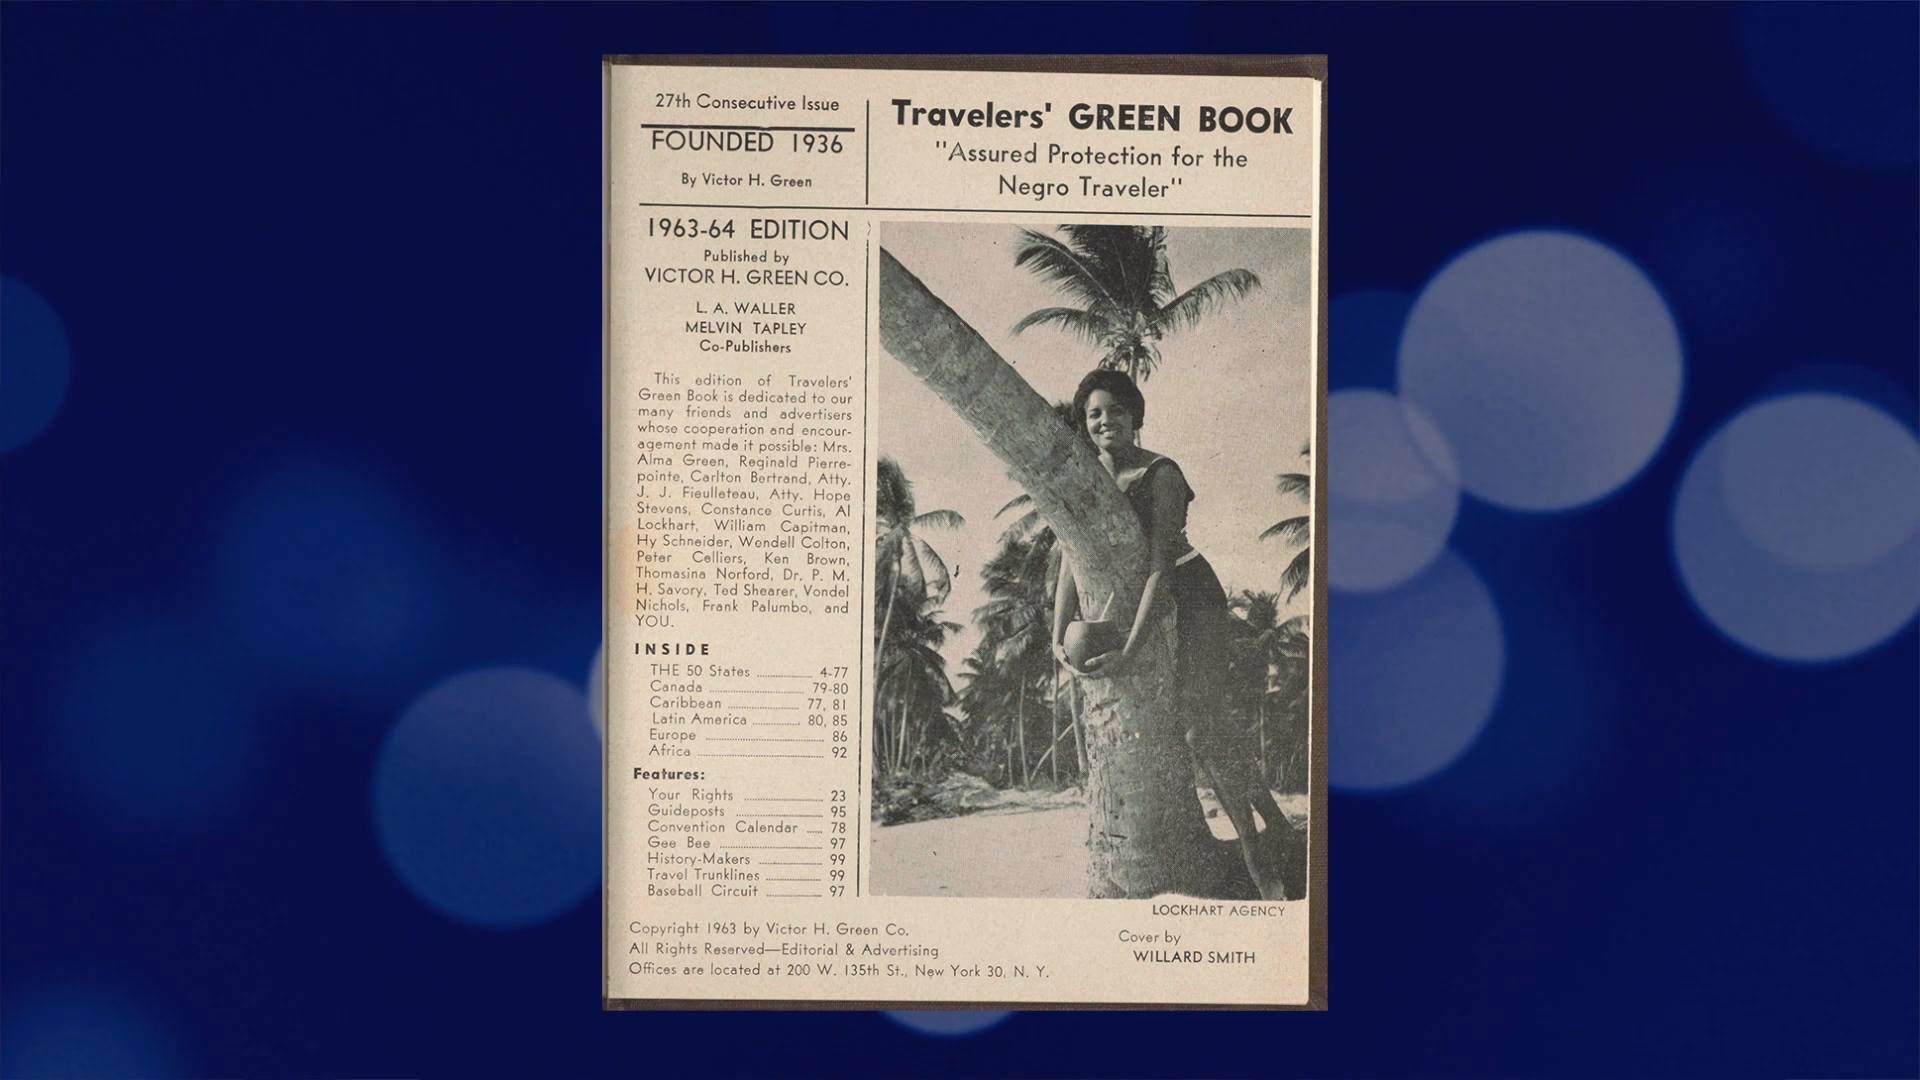 27th Consecutive Issue
FOUNDED 1936
By Victor H. Green
Travelers' GREEN BOOK
"Assured Protection for the
Negro Traveler"
1963-64 EDITION
Published by
VICTOR H. GREEN CO.
L. A. WALLER
MELVIN TAPLEY
Co-Publishers
This edition of Travelers'
Green Book is dedicated to our
many friends and advertisers
whose cooperation and encour-
agement made it possible: Mrs.
Alma Green, Reginald Pierre-
pointe, Carlton Bertrand, Atty.
J. J. Fieulleteau, Atty. Hope
Stevens, Constance Curtis, Al
Lockhart, William Capitman,
Hy Schneider, Wendell Colton,
Peter Celliers, Ken Brown,
Thomasina Norford, Dr. P. M.
H. Savory, Ted Shearer, Vondel
Nichols, Frank Palumbo, and
YOU.
INSIDE
THE 50 States .............. 4-77
Canada ........................ 79-80
Caribbean .................. 77, 81
Latin America ............ 80, 85
Europe .............................. 86
Africa ................................ 92
Features:
Your Rights .................... 23
Guideposts ...................... 95
Convention Calendar .... 78
Gee Bee .......................... 97
History-Makers ................ 99
Travel Trunklines .............. 99
Baseball Circuit .............. 97
LOCKHART AGENCY
Copyright 1963 by Victor H. Green Co.
All Rights Reserved—Editorial & Advertising
Offices are located at 200 W. 135th St., New York 30, N. Y.
Cover by
WILLARD SMITH